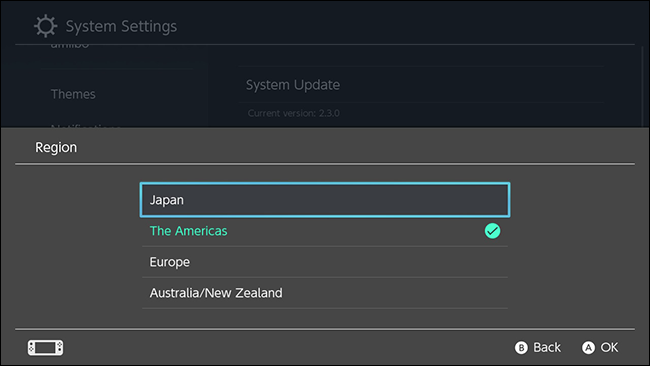 System Settings
amiibo
Themes
System Update
Current version: 2.3.0
Notifications
Region
Japan
The Americas
Europe
Australia/New Zealand
B Back A OK